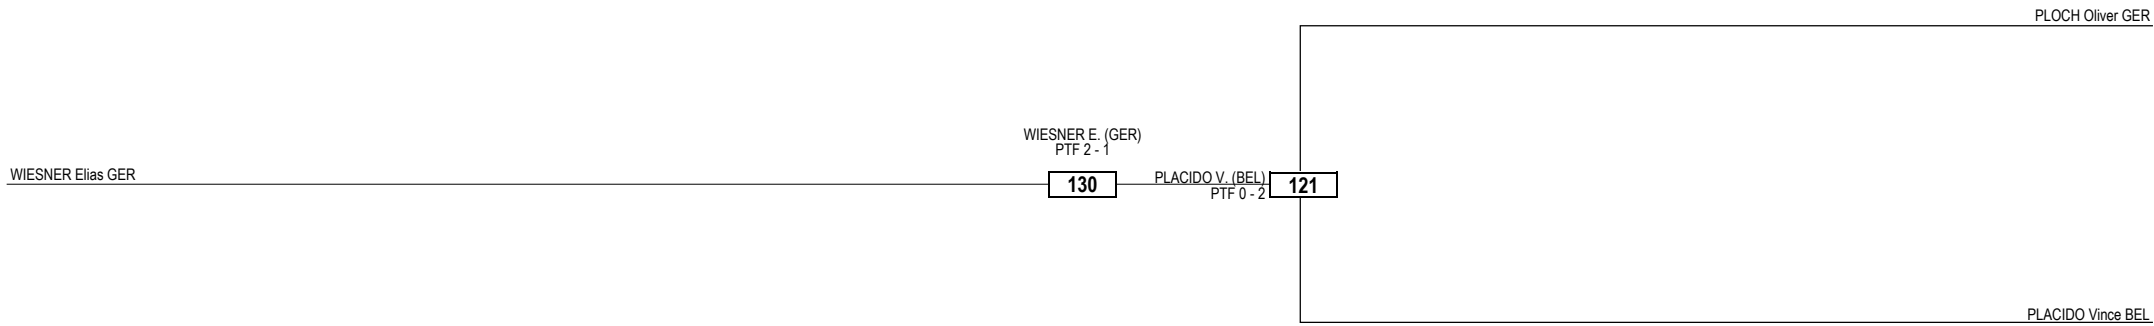 PLOCH Oliver GER
WIESNER E. (GER)
PTF 2 - 1
WIESNER Elias GER
130
PLACIDO V. (BEL)
PTF 0 - 2
121
PLACIDO Vince BEL